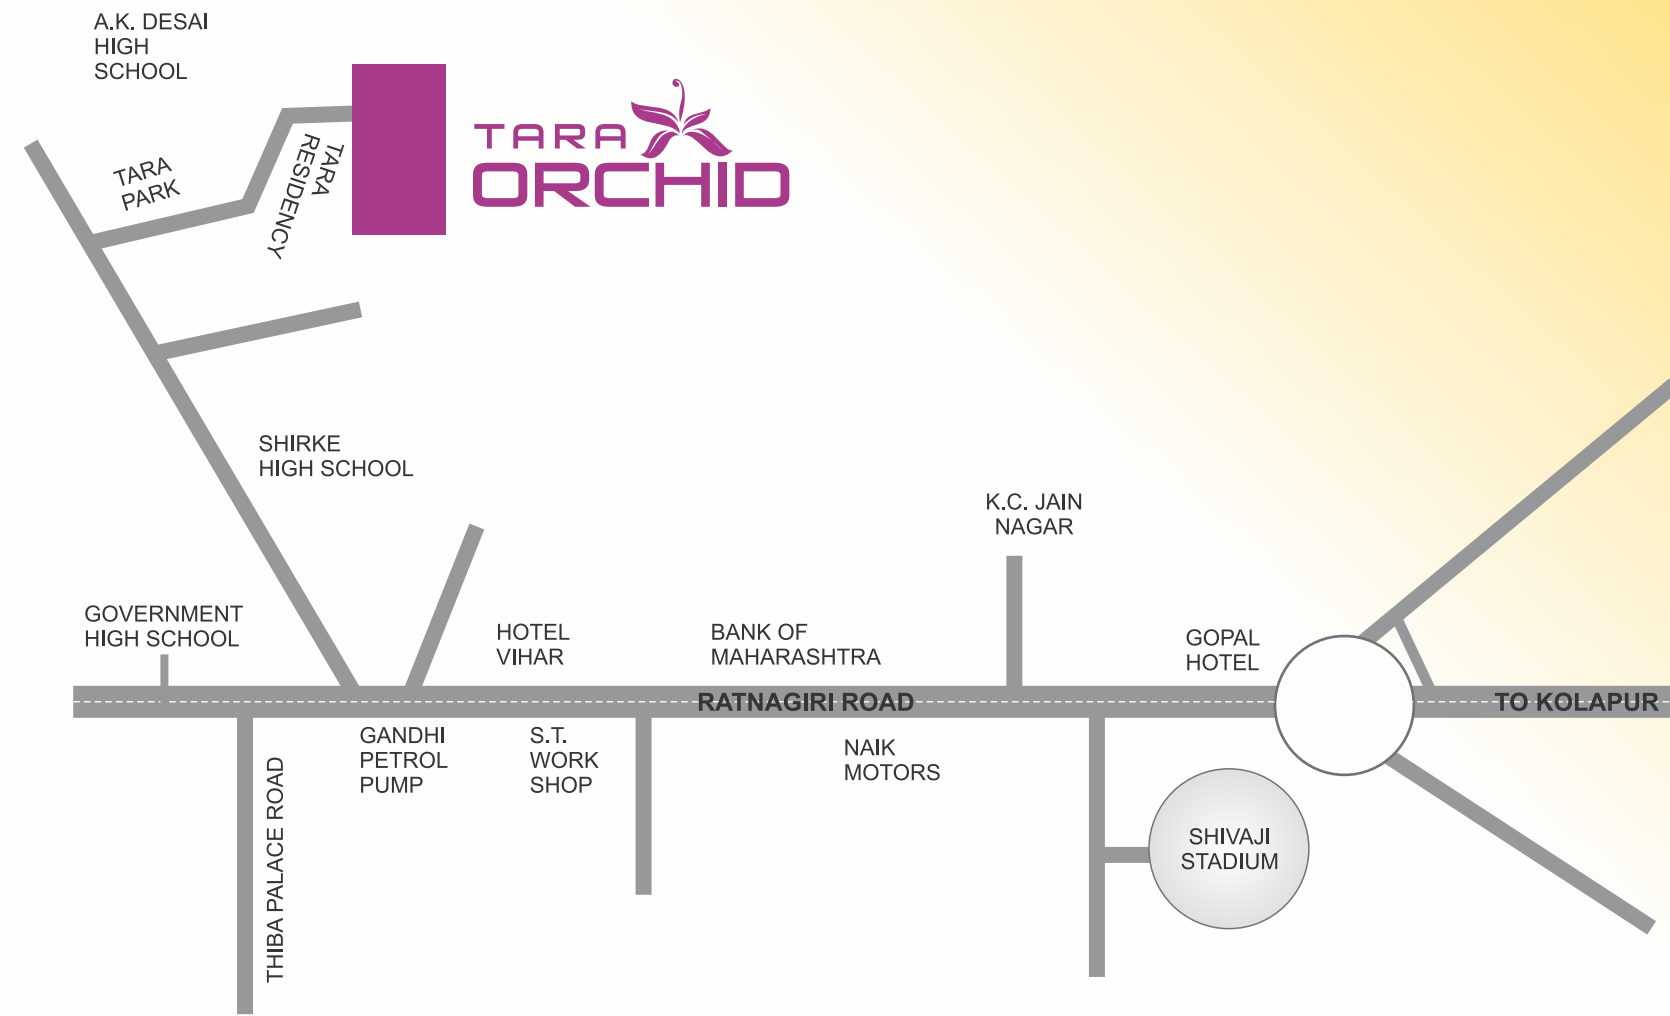 A.K. DESAI
HIGH
SCHOOL
TARA
PARK
TARA
RESIDENCY
TARA
ORCHID
SHIRKE
HIGH SCHOOL
K.C. JAIN
NAGAR
GOVERNMENT
HIGH SCHOOL
HOTEL
VIHAR
BANK OF
MAHARASHTRA
GOPAL
HOTEL
RATNAGIRI ROAD
TO KOLAPUR
GANDHI
PETROL
PUMP
S.T.
WORK
SHOP
NAIK
MOTORS
THIBA PALACE ROAD
SHIVAJI
STADIUM